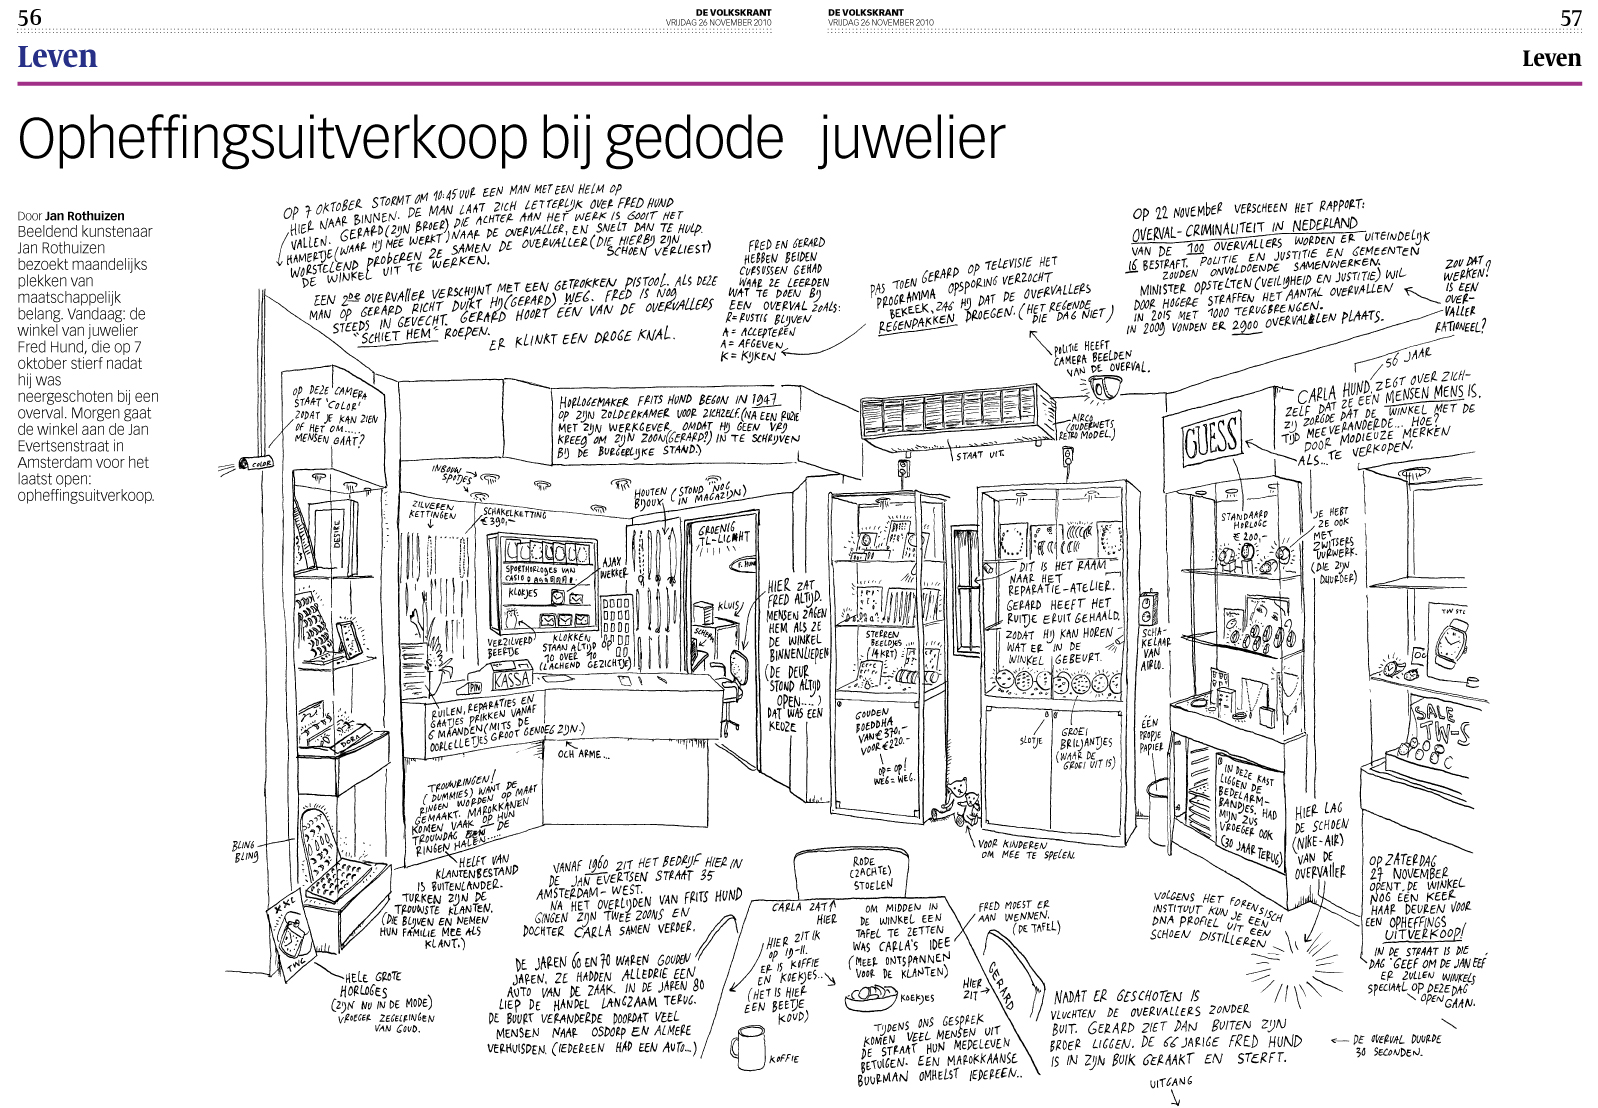 56
DE VOLKSKRANT
VRIJDAG 26 NOVEMBER 2010
DE VOLKSKRANT
VRIJDAG 26 NOVEMBER 2010
57
Leven
Leven
Opheffingsuitverkoop bij gedode juwelier
Door Jan Rothuizen
Beeldend kunstenaar
Jan Rothuizen
bezoekt maandelijks
plekken van
maatschappelijk
belang. Vandaag: de
winkel van juwelier
Fred Hund, die op 7
oktober stierf nadat
hij was
neergeschoten bij een
overval. Morgen gaat
de winkel aan de Jan
Evertsenstraat in
Amsterdam voor het
laatst open:
opheffingsuitverkoop.
OP 7 OKTOBER STORMT OM 10:45 UUR EEN MAN MET EEN HELM OP
HIER NAAR BINNEN. DE MAN LAAT ZICH LETTERLIJK OVER FRED HUND
VALLEN. GERARD (ZIJN BROER) DIE ACHTER AAN HET WERK IS GOOIT HET
HAMERTJE (WAAR HIJ MEE WERKT) NAAR DE OVERVALLER, EN SNELT DAN TE HULP.
WORSTELEND PROBEREN ZE SAMEN DE OVERVALLER (DIE HIERBIJ ZIJN
SCHOEN VERLIEST)
DE WINKEL UIT TE WERKEN.
EEN 2DE OVERVALLER VERSCHIJNT MET EEN GETROKKEN PISTOOL. ALS DEZE
MAN OP GERARD RICHT DUIKT HIJ (GERARD) WEG. FRED IS NOG
STEEDS IN GEVECHT. GERARD HOORT EEN VAN DE OVERVALLERS
"SCHIET HEM" ROEPEN.
ER KLINKT EEN DROGE KNAL.
FRED EN GERARD
HEBBEN BEIDEN
CURSUSSEN GEHAD
WAAR ZE LEERDEN
WAT TE DOEN BIJ
EEN OVERVAL ZOALS:
R=RUSTIG BLIJVEN
A = ACCEPTEREN
A = AFGEVEN
K = KIJKEN
PAS TOEN GERARD OP TELEVISIE HET
PROGRAMMA OPSPORING VERZOCHT
BEKEEK, ZAG HIJ DAT DE OVERVALLERS
REGENPAKKEN DROEGEN. (HET REGENDE
DIE DAG NIET)
POLITIE HEEFT
CAMERA BEELDEN
VAN DE OVERVAL.
OP 22 NOVEMBER VERSCHEEN HET RAPPORT:
OVERVAL-CRIMINALITEIT IN NEDERLAND
VAN DE 100 OVERVALLERS WORDEN ER UITEINDELIJK
16 BESTRAFT. POLITIE EN JUSTITIE EN GEMEENTEN
ZOUDEN ONVOLDOENDE SAMENWERKEN.
MINISTER OPSTELTEN (VEILIGHEID EN JUSTITIE) WIL
DOOR HOGERE STRAFFEN HET AANTAL OVERVALLEN
IN 2015 MET 1000 TERUGBRENGEN.
IN 2009 VONDEN ER 2900 OVERVALLEN PLAATS.
ZOU DAT
WERKEN?
IS EEN
OVER-
VALLER
RATIONEEL?
56 JAAR
CARLA HUND ZEGT OVER ZICH-
ZELF DAT ZE EEN MENSEN MENS IS.
ZIJ ZORGDE DAT DE WINKEL MET DE
TIJD MEEVERANDERDE... HOE?
DOOR MODIEUZE MERKEN
ALS... TE VERKOPEN.
OP DEZE CAMERA
STAAT 'COLOR'
ZODAT JE KAN ZIEN
OF HET OM.....
MENSEN GAAT?
COLOR
HORLOGEMAKER FRITS HUND BEGON IN 1947
OP ZIJN ZOLDERKAMER VOOR ZICHZELF. (NA EEN RUZIE
MET ZIJN WERKGEVER OMDAT HIJ GEEN VRIJ
KREEG OM ZIJN ZOON (GERARD!) IN TE SCHRIJVEN
BIJ DE BURGERLIJKE STAND.)
AIRCO
(OUDERWETS
RETRO MODEL)
STAAT UIT.
GUESS
INBOUW
SPOTJES
ZILVEREN
KETTINGEN
SCHAKELKETTING
€ 390,-
HOUTEN (STOND NOG
BIJOUX IN MAGAZIJN)
GROENIG
TL-LICHT
DESIRE
SPORTHORLOGES VAN
CASIO
KLOKJES
AJAX
WEKKER
F. HUND
KLUIS
VERZILVERD
BEERTJE
KLOKKEN
STAAN ALTIJD OP
10 OVER 10
(LACHEND GEZICHTJE)
PIN
KASSA
RUILEN, REPARATIES EN
GAATJES PRIKKEN VANAF
6 MAANDEN (MITS DE
OORLELLETJES GROOT GENOEG ZIJN.)
OCH ARME...
DORA
HIER ZAT
FRED ALTIJD.
MENSEN ZAGEN
HEM ALS ZE
DE WINKEL
BINNENLIEPEN
(DE DEUR
STOND ALTIJD
OPEN....)
DAT WAS EEN
KEUZE
STERREN
BEELDJES
(14KRT)
GOUDEN
BOEDDHA
VAN € 370,-
VOOR € 220.-
OP = OP!
WEG = WEG.
DIT IS HET RAAM
NAAR HET
REPARATIE-ATELIER.
GERARD HEEFT HET
RUITJE ERUIT GEHAALD.
ZODAT HIJ KAN HOREN
WAT ER IN DE
WINKEL GEBEURT.
SLOTJE
GROEI
BRILJANTJES
(WAAR DE
GROEI UIT IS)
SCHA-
KELAAR
VAN
AIRCO.
ÉÉN
PROPJE
PAPIER
STANDAARD
HORLOGE
€ 200,-
JE HEBT
ZE OOK
MET
ZWITSERS
UURWERK.
(DIE ZIJN
DUURDER)
SALE
TW-S
IN DEZE KAST
LIGGEN DE
BEDELARM-
BANDJES. HAD
MIJN ZUS
VROEGER OOK
(30 JAAR TERUG)
HIER LAG
DE SCHOEN
(NIKE-AIR)
VAN DE
OVERVALLER
TROUWRINGEN!
(DUMMIES) WANT DE
RINGEN WORDEN OP MAAT
GEMAAKT. MAROKKANEN
KOMEN VAAK OP HUN
TROUWDAG DE
RINGEN HALEN....
BLING
BLING
HELFT VAN
KLANTENBESTAND
IS BUITENLANDER.
TURKEN ZIJN DE
TROUWSTE KLANTEN.
(DIE BLIJVEN EN NEMEN
HUN FAMILIE MEE ALS
KLANT.)
XXL
TWC
HELE GROTE
HORLOGES
(ZIJN NU IN DE MODE)
VROEGER ZEGELRINGEN
VAN GOUD.
VANAF 1960 ZIT HET BEDRIJF HIER IN
DE JAN EVERTSEN STRAAT 35
AMSTERDAM-WEST.
NA HET OVERLIJDEN VAN FRITS HUND
GINGEN ZIJN TWEE ZOONS EN
DOCHTER CARLA SAMEN VERDER.
DE JAREN 60 EN 70 WAREN GOUDEN
JAREN. ZE HADDEN ALLEDRIE EEN
AUTO VAN DE ZAAK. IN DE JAREN 80
LIEP DE HANDEL LANGZAAM TERUG.
DE BUURT VERANDERDE DOORDAT VEEL
MENSEN NAAR OSDORP EN ALMERE
VERHUISDEN. (IEDEREEN HAD EEN AUTO...)
VOOR KINDEREN
OM MEE TE SPELEN.
RODE
(ZACHTE)
STOELEN
CARLA ZAT
HIER
HIER ZIT IK
OP 19-11.
ER IS KOFFIE
EN KOEKJES..
(HET IS HIER
EEN BEETJE
KOUD)
KOFFIE
OM MIDDEN IN
DE WINKEL EEN
TAFEL TE ZETTEN
WAS CARLA'S IDEE
(MEER ONTSPANNEN
VOOR DE KLANTEN)
KOEKJES
FRED MOEST ER
AAN WENNEN.
(DE TAFEL)
HIER
ZIT
GERARD
TIJDENS ONS GESPREK
KOMEN VEEL MENSEN UIT
DE STRAAT HUN MEDELEVEN
BETUIGEN. EEN MAROKKAANSE
BUURMAN OMHELST IEDEREEN..
VOLGENS HET FORENSISCH
INSTITUUT KUN JE EEN
DNA PROFIEL UIT EEN
SCHOEN DISTILLEREN
NADAT ER GESCHOTEN IS
VLUCHTEN DE OVERVALLERS ZONDER
BUIT. GERARD ZIET DAN BUITEN ZIJN
BROER LIGGEN. DE 66 JARIGE FRED HUND
IS IN ZIJN BUIK GERAAKT EN STERFT.
UITGANG
OP ZATERDAG
27 NOVEMBER
OPENT DE WINKEL
NOG EEN KEER
HAAR DEUREN VOOR
EEN OPHEFFINGS
UITVERKOOP!
IN DE STRAAT IS DIE
DAG "GEEF OM DE JAN EEF
ER ZULLEN WINKELS
SPECIAAL OP DEZE DAG
OPEN GAAN.
DE OVERVAL DUURDE
30 SECONDEN.